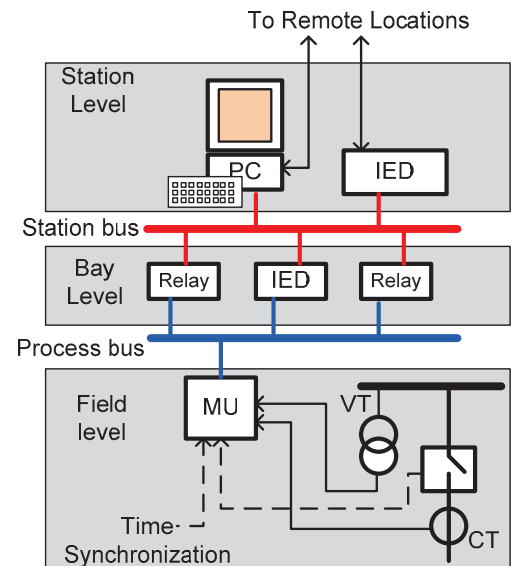 To Remote Locations
Station
Level
PC
IED
Station bus
Bay
Level
Relay
IED
Relay
Process bus
Field
level
MU
VT
Time
Synchronization
CT